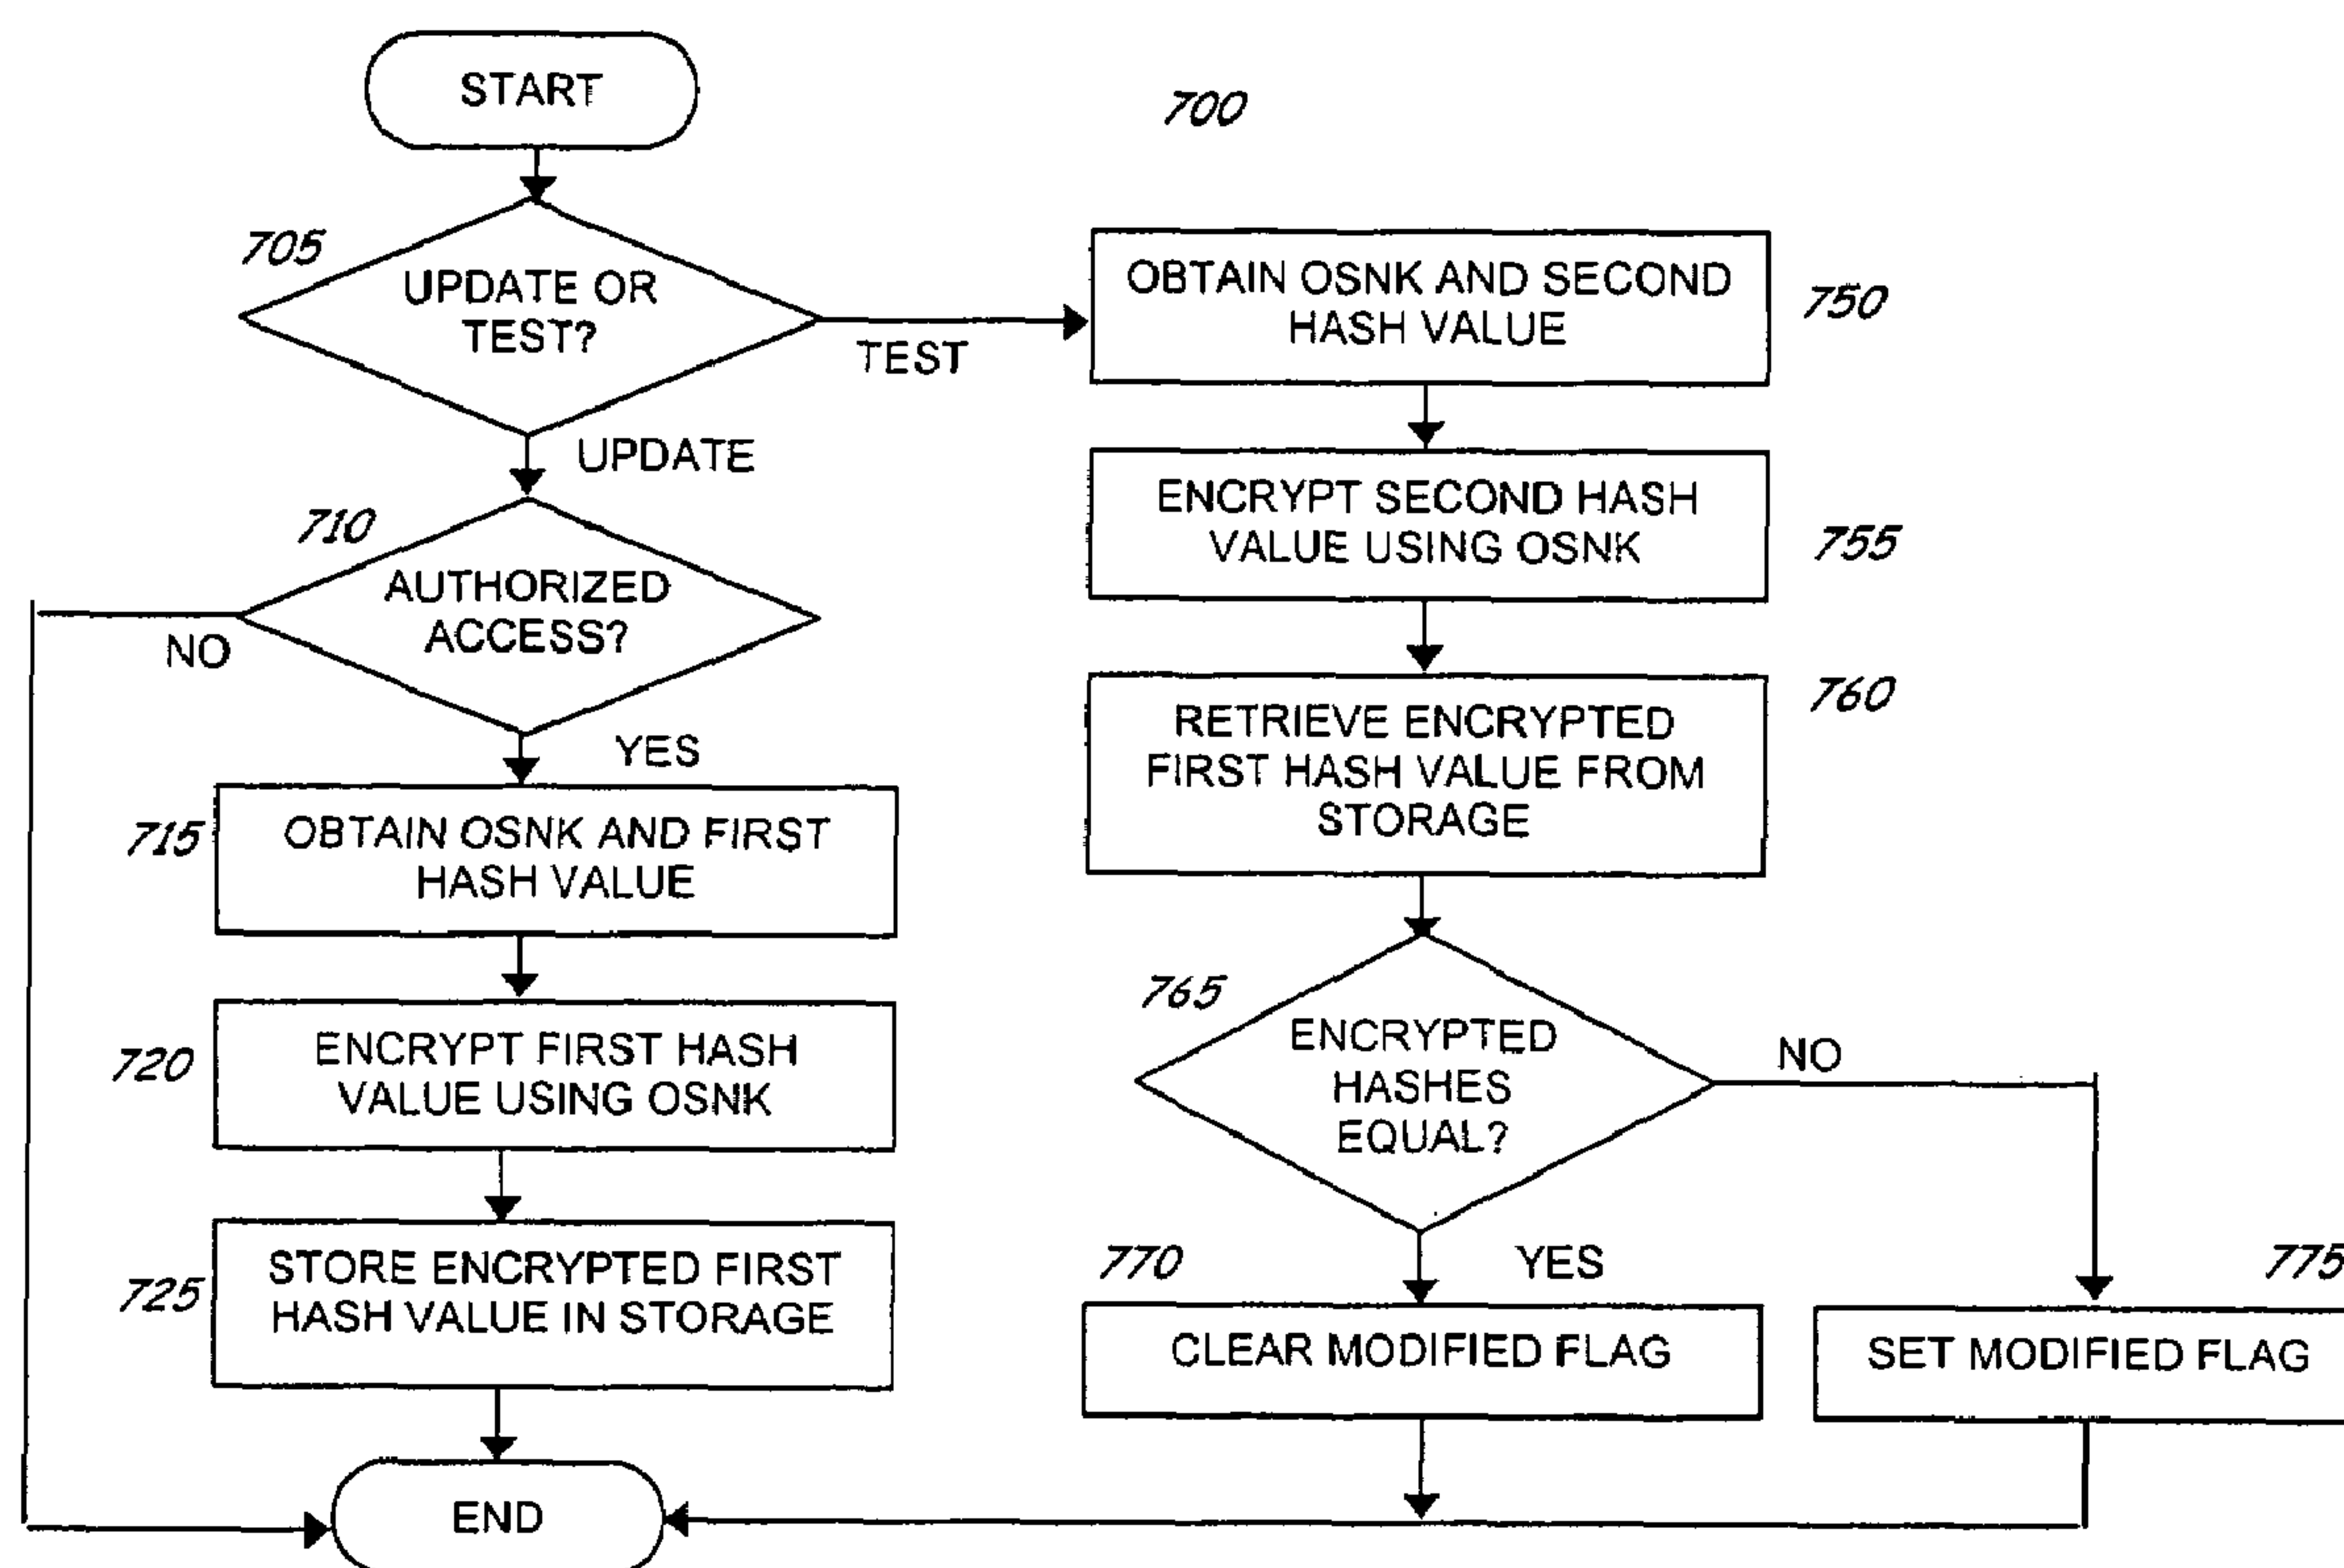 START
700
705
UPDATE OR
TEST?
TEST
UPDATE
710
AUTHORIZED
ACCESS?
NO
YES
715
OBTAIN OSNK AND FIRST
HASH VALUE
720
ENCRYPT FIRST HASH
VALUE USING OSNK
725
STORE ENCRYPTED FIRST
HASH VALUE IN STORAGE
END
OBTAIN OSNK AND SECOND
HASH VALUE
750
ENCRYPT SECOND HASH
VALUE USING OSNK
755
RETRIEVE ENCRYPTED
FIRST HASH VALUE FROM
STORAGE
760
765
ENCRYPTED
HASHES
EQUAL?
NO
YES
770
CLEAR MODIFIED FLAG
775
SET MODIFIED FLAG